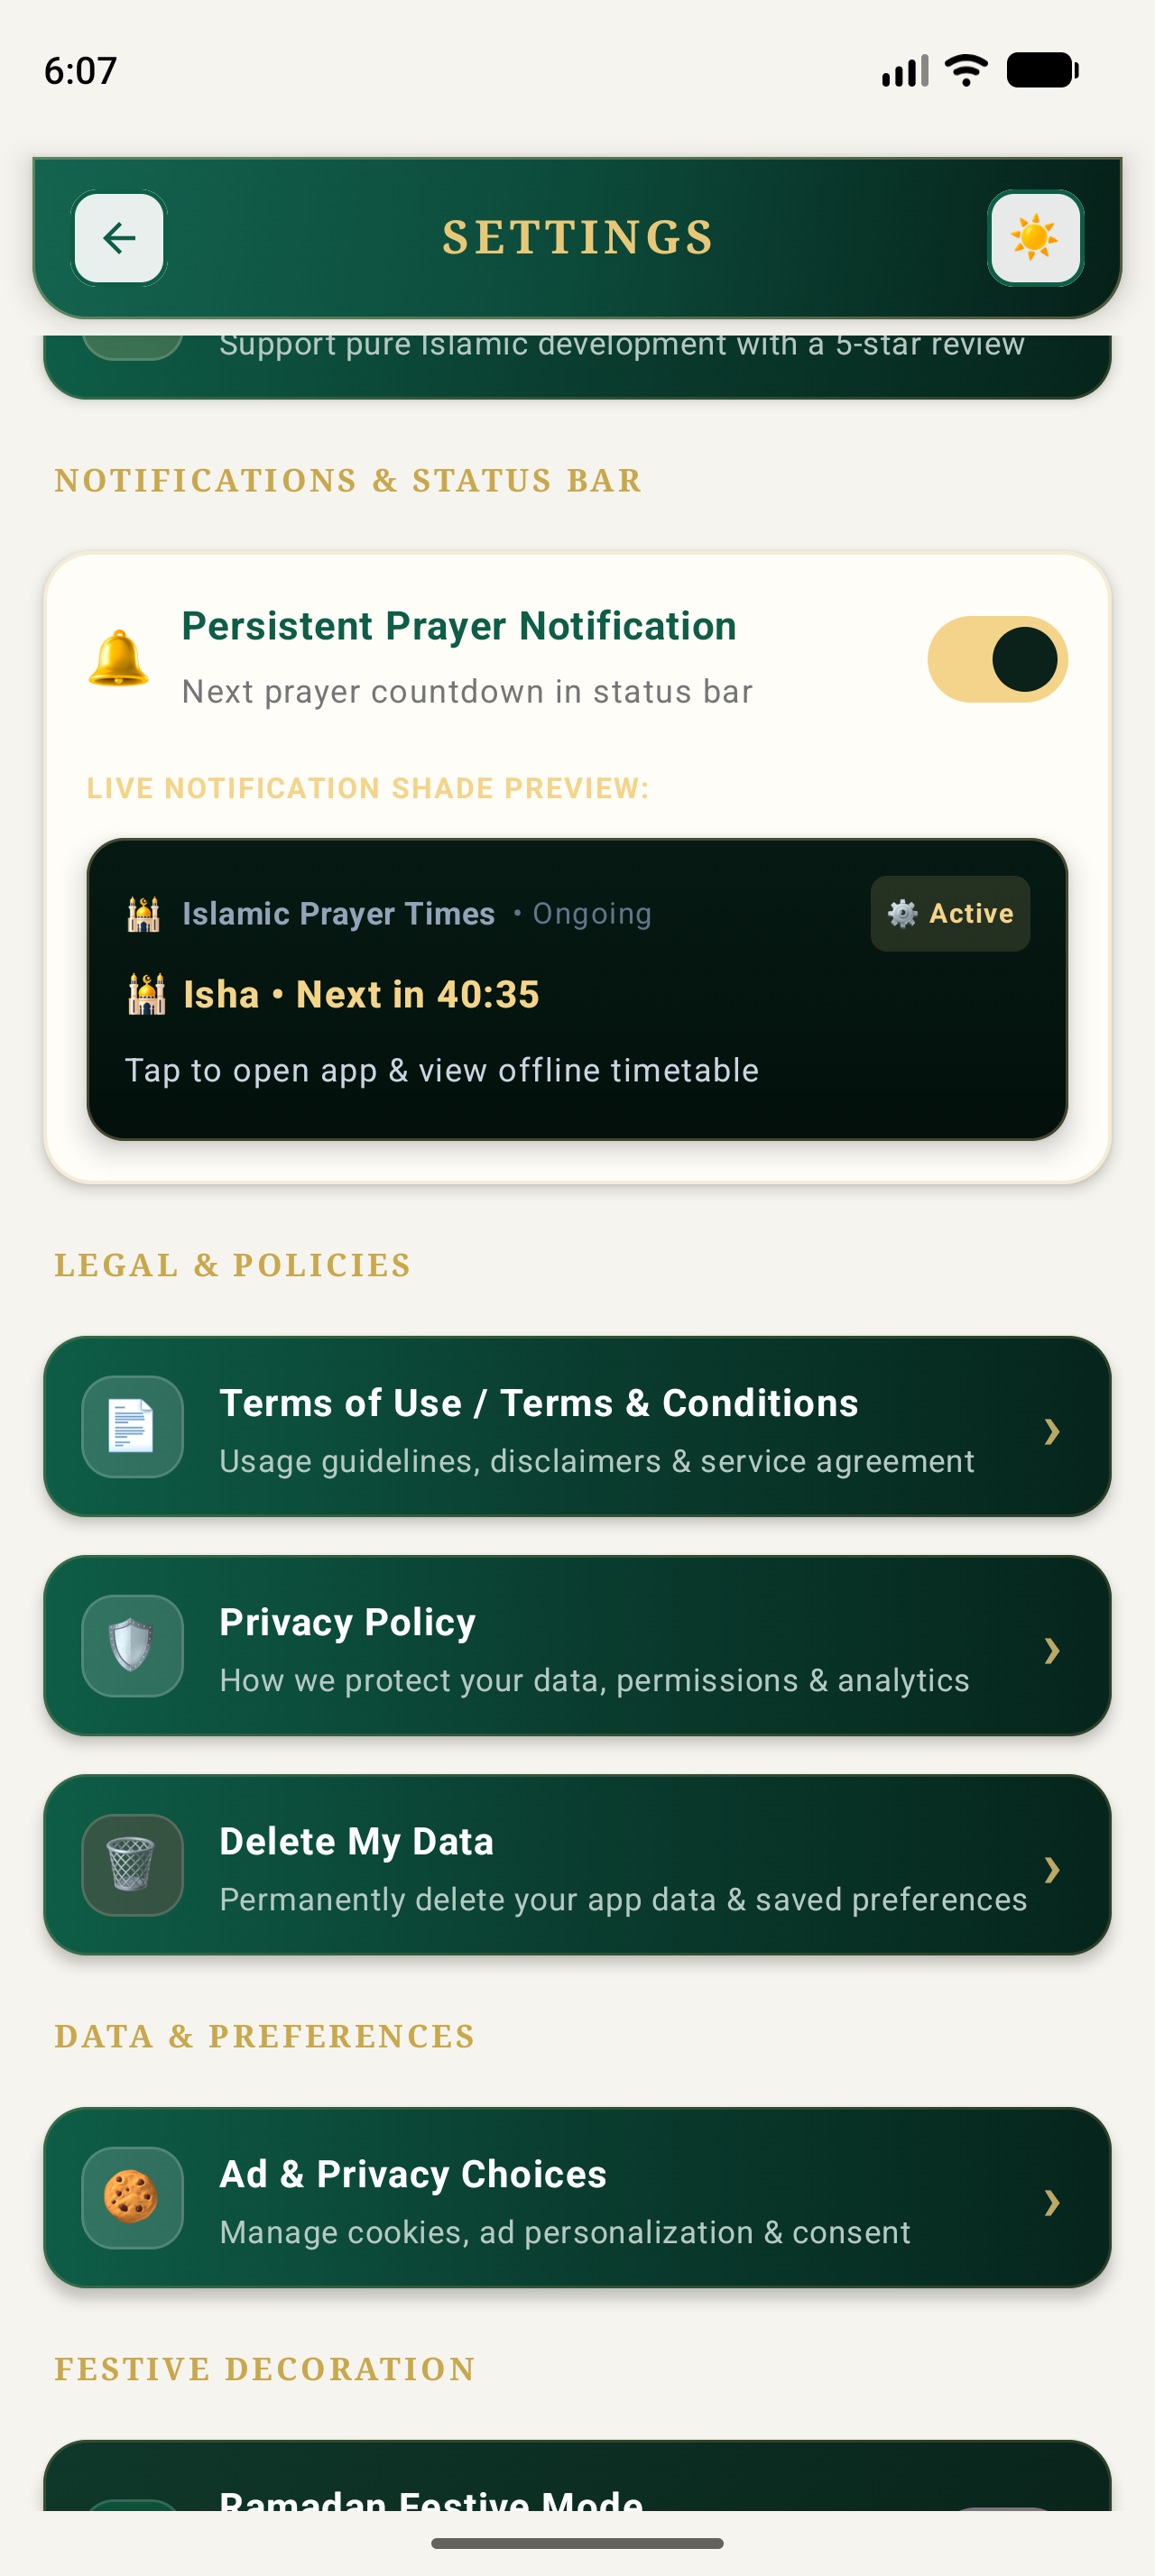 6:07
SETTINGS
Support pure Islamic development with a 5-star review
NOTIFICATIONS & STATUS BAR
Persistent Prayer Notification
Next prayer countdown in status bar
LIVE NOTIFICATION SHADE PREVIEW:
Islamic Prayer Times • Ongoing
Active
Isha • Next in 40:35
Tap to open app & view offline timetable
LEGAL & POLICIES
Terms of Use / Terms & Conditions
Usage guidelines, disclaimers & service agreement
Privacy Policy
How we protect your data, permissions & analytics
Delete My Data
Permanently delete your app data & saved preferences
DATA & PREFERENCES
Ad & Privacy Choices
Manage cookies, ad personalization & consent
FESTIVE DECORATION
Ramadan Festive Mode